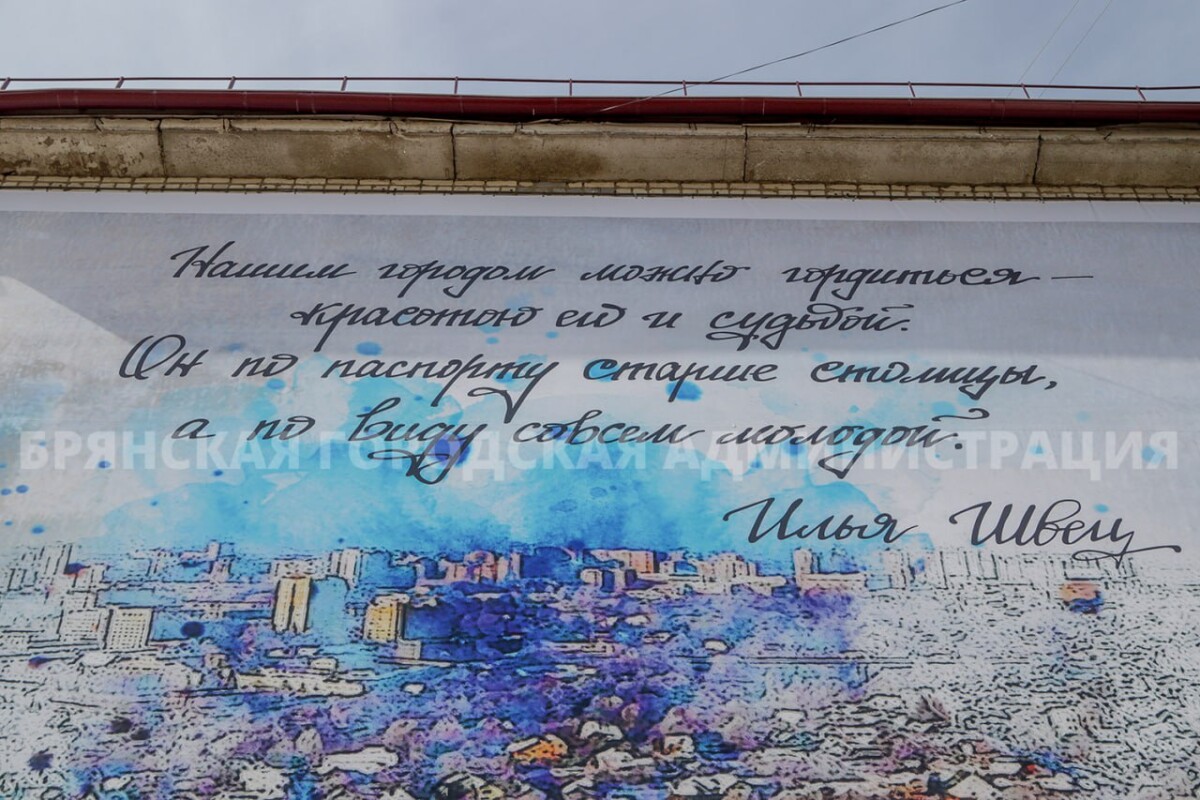 Нашим городом можно гордиться —
красотою его и судьбой.
Он по паспорту старше столицы,
а по виду совсем молодой.
БРЯНСКАЯ ГОРОДСКАЯ АДМИНИСТРАЦИЯ
Илья Швец